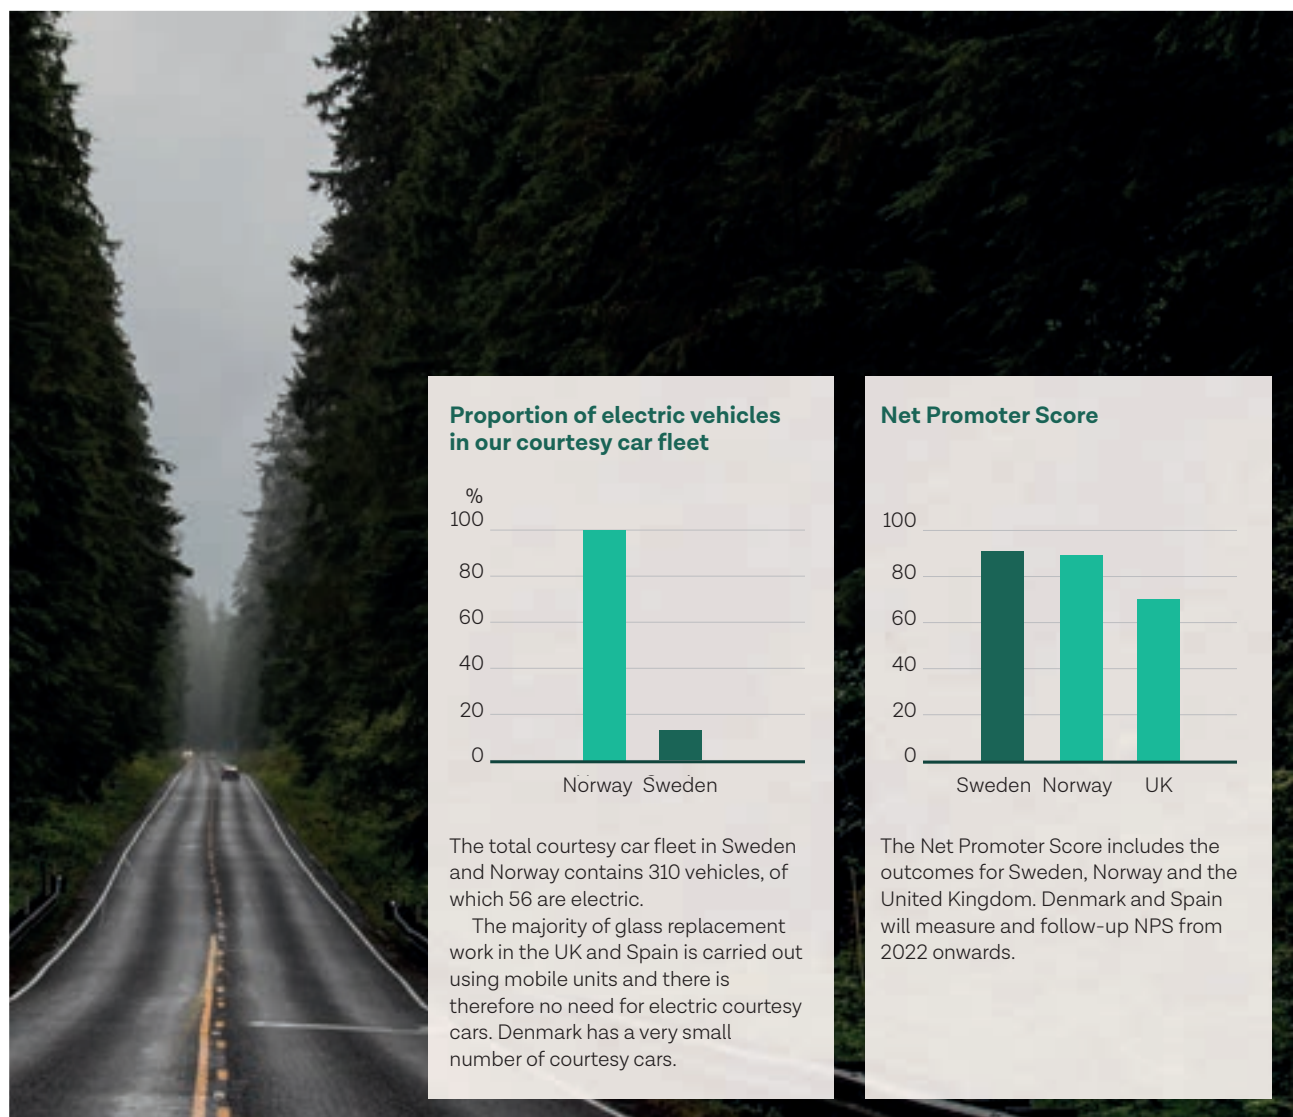 Proportion of electric vehicles
in our courtesy car fleet
%
100
80
60
40
20
0
Norway Sweden
The total courtesy car fleet in Sweden
and Norway contains 310 vehicles, of
which 56 are electric.
The majority of glass replacement
work in the UK and Spain is carried out
using mobile units and there is
therefore no need for electric courtesy
cars. Denmark has a very small
number of courtesy cars.
Net Promoter Score
100
80
60
40
20
0
Sweden Norway UK
The Net Promoter Score includes the
outcomes for Sweden, Norway and the
United Kingdom. Denmark and Spain
will measure and follow-up NPS from
2022 onwards.